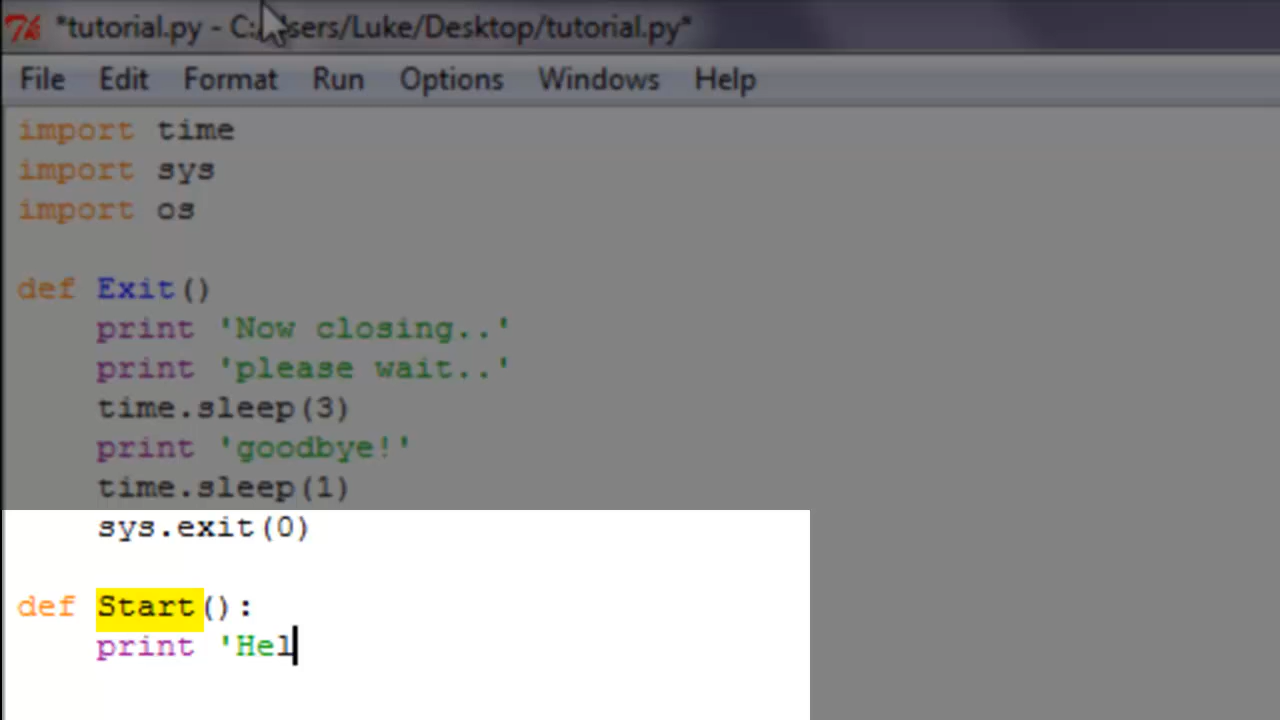 *tutorial.py - C:/Users/Luke/Desktop/tutorial.py*
File Edit Format Run Options Windows Help
import time
import sys
import os
def Exit()
    print 'Now closing..'
    print 'please wait..'
    time.sleep(3)
    print 'goodbye!'
    time.sleep(1)
    sys.exit(0)
def Start():
    print 'Hel